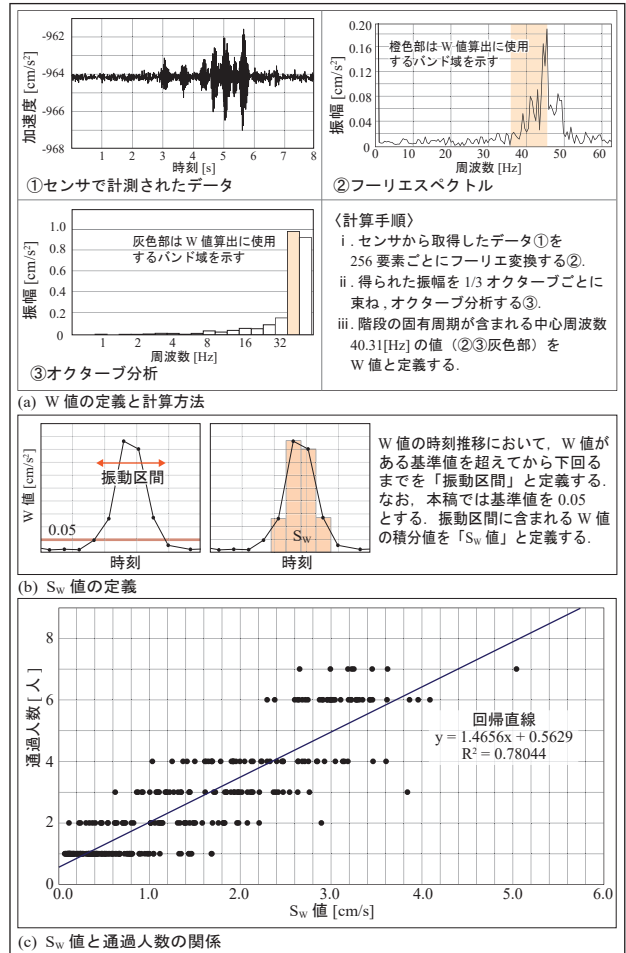 -962
-964
-966
-968
加速度 [cm/s²]
1 2 3 4 5 6 7 8
時刻 [s]
①センサで計測されたデータ
0.20
0.16
0.12
0.08
0.04
0
振幅 [cm/s²]
橙色部は W 値算出に使用
するバンド域を示す
0 10 20 30 40 50 60
周波数 [Hz]
②フーリエスペクトル
1.0
0.8
0.6
0.4
0.2
0
振幅 [cm/s²]
灰色部は W 値算出に使用
するバンド域を示す
1 2 4 8 16 32
周波数 [Hz]
③オクターブ分析
〈計算手順〉
ⅰ. センサから取得したデータ①を
256 要素ごとにフーリエ変換する②.
ⅱ. 得られた振幅を 1/3 オクターブごとに
束ね , オクターブ分析する③.
ⅲ. 階段の固有周期が含まれる中心周波数
40.31[Hz] の値（②③灰色部）を
W 値と定義する.
(a) W 値の定義と計算方法
W 値 [cm/s²]
振動区間
0.05
時刻
S_W
時刻
W 値の時刻推移において，W 値が
ある基準値を超えてから下回る
までを「振動区間」と定義する.
なお，本稿では基準値を 0.05
とする．振動区間に含まれる W 値
の積分値を「S_W 値」と定義する.
(b) S_W 値の定義
通過人数 [ 人 ]
8
6
4
2
0
回帰直線
y = 1.4656x + 0.5629
R² = 0.78044
0.0 1.0 2.0 3.0 4.0 5.0 6.0
S_W 値 [cm/s]
(c) S_W 値と通過人数の関係